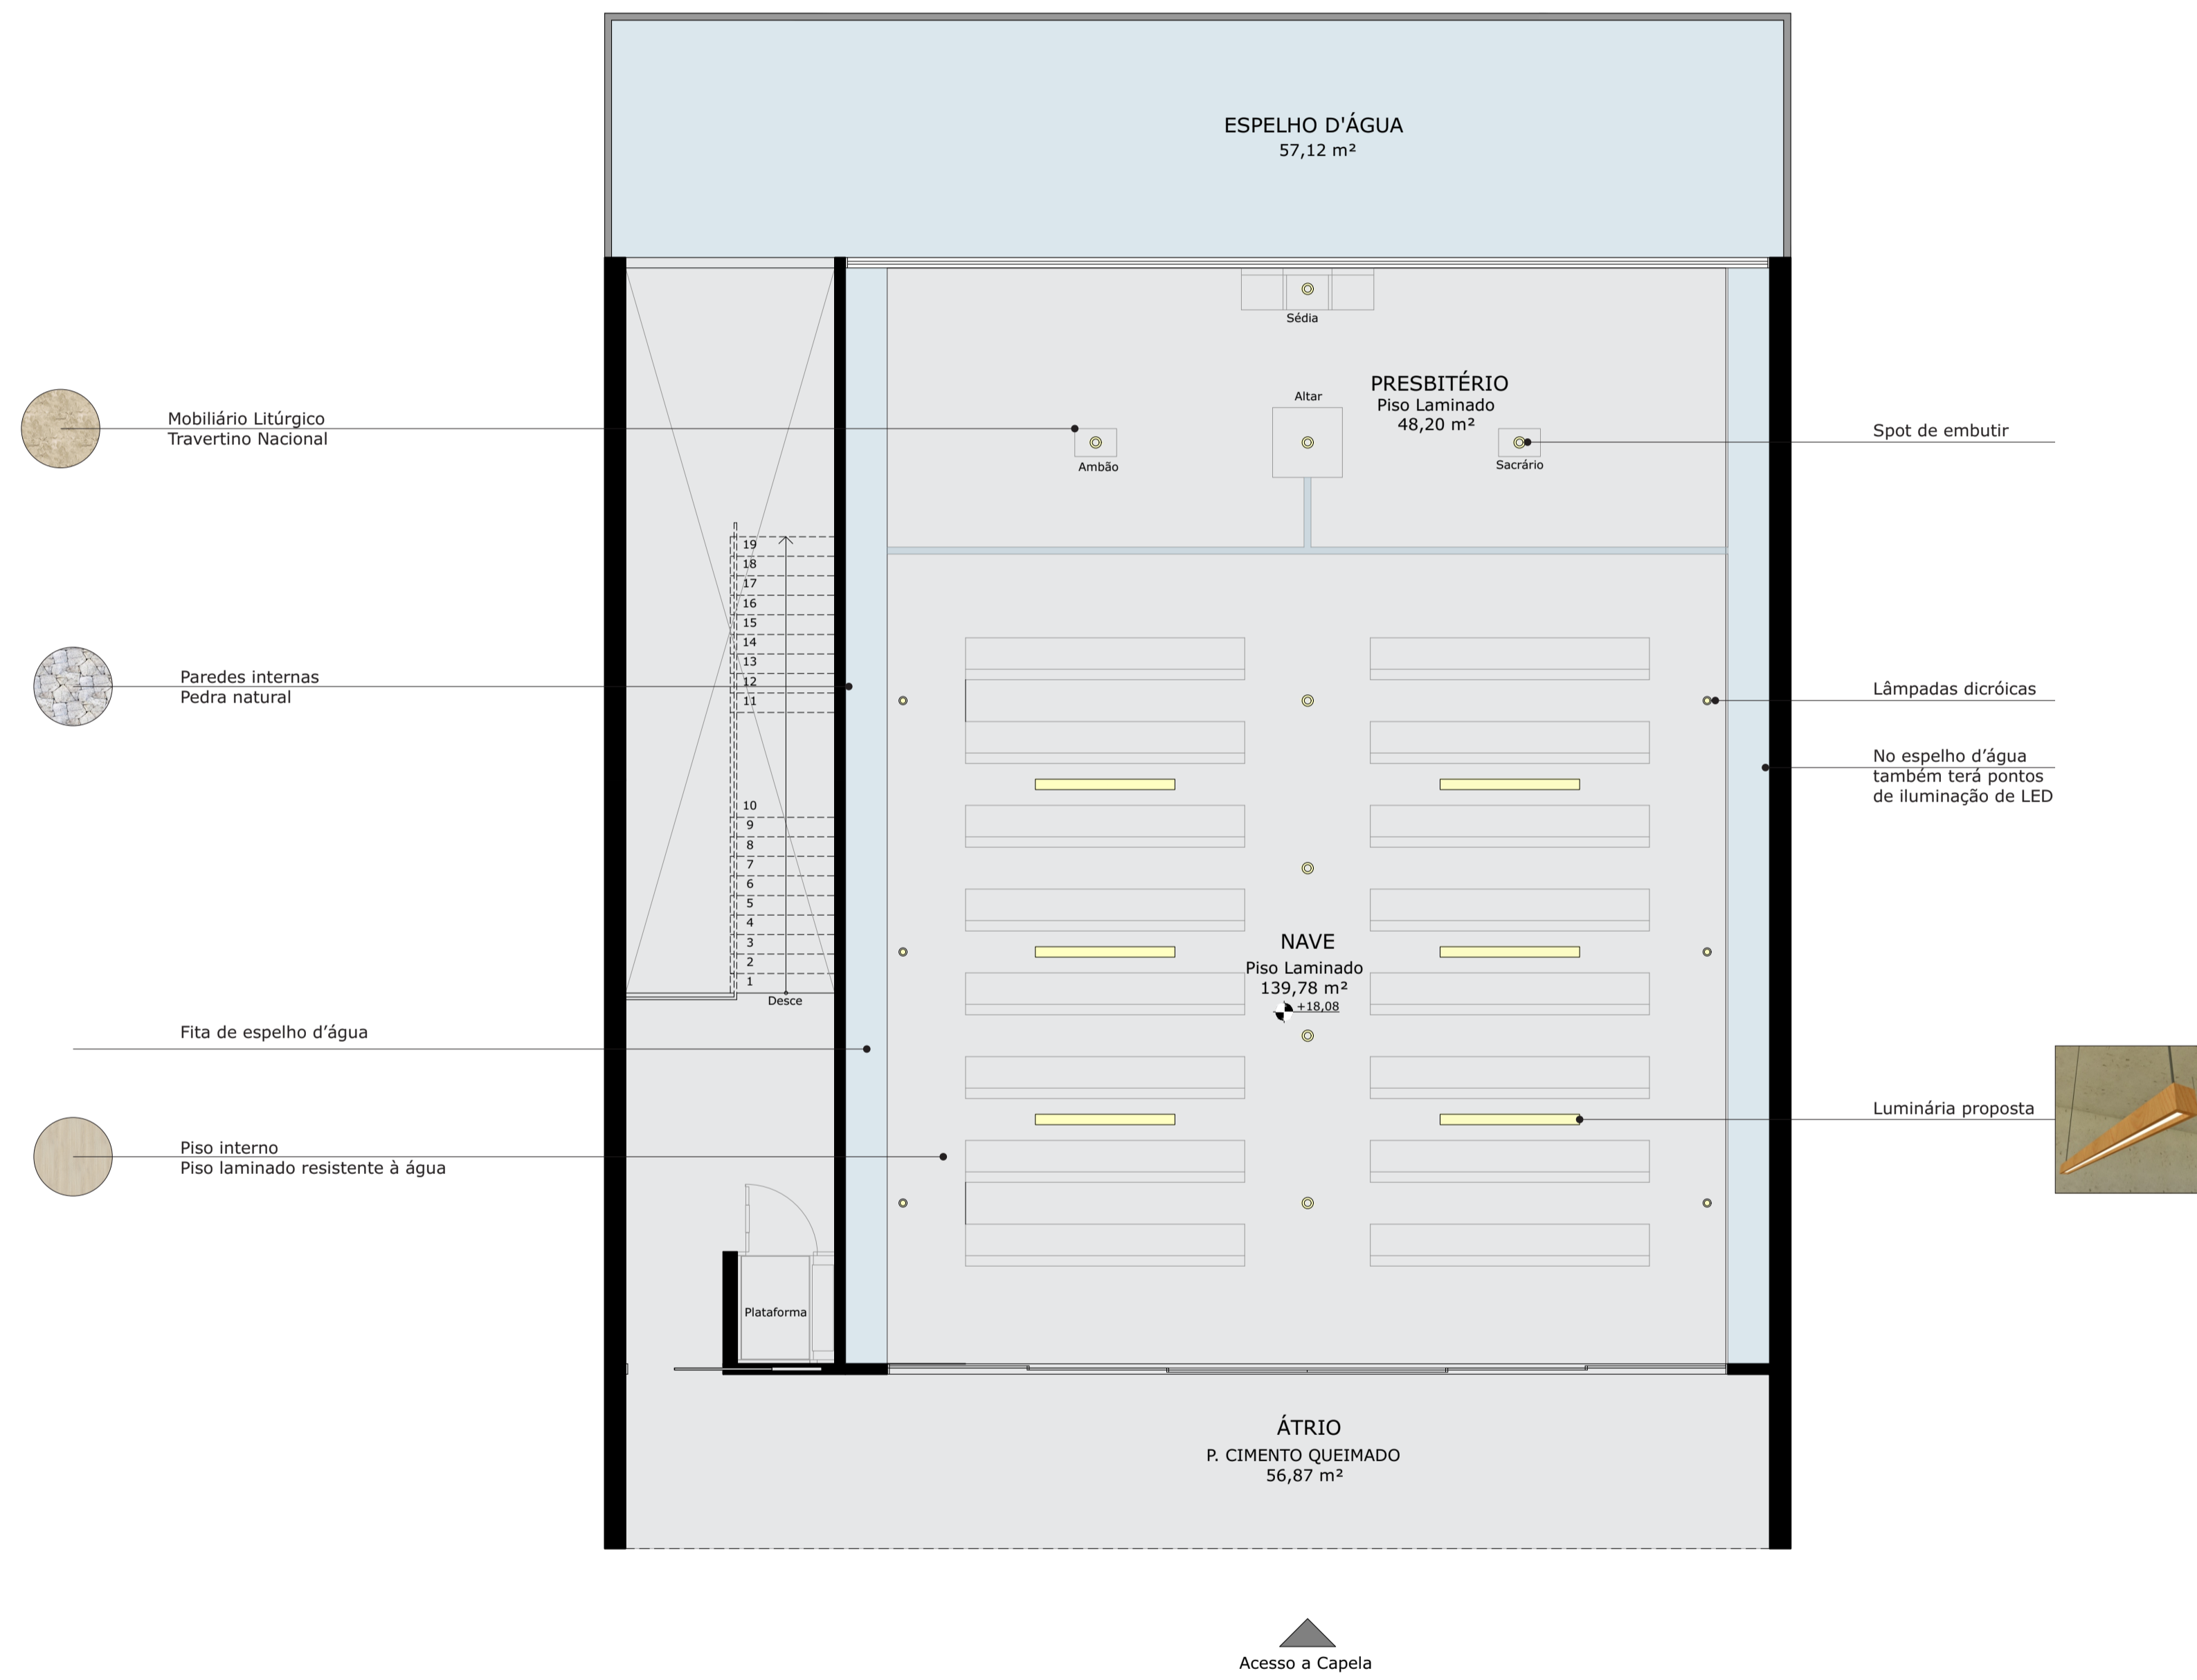 ESPELHO D'ÁGUA
57,12 m²
Sédia
PRESBITÉRIO
Piso Laminado
48,20 m²
Altar
Ambão
Sacrário
Mobiliário Litúrgico
Travertino Nacional
Spot de embutir
19
18
17
16
15
14
13
12
11
10
9
8
7
6
5
4
3
2
1
Desce
Paredes internas
Pedra natural
Lâmpadas dicróicas
No espelho d’água
também terá pontos
de iluminação de LED
NAVE
Piso Laminado
139,78 m²
+18,08
Fita de espelho d’água
Luminária proposta
Piso interno
Piso laminado resistente à água
Plataforma
ÁTRIO
P. CIMENTO QUEIMADO
56,87 m²
Acesso a Capela